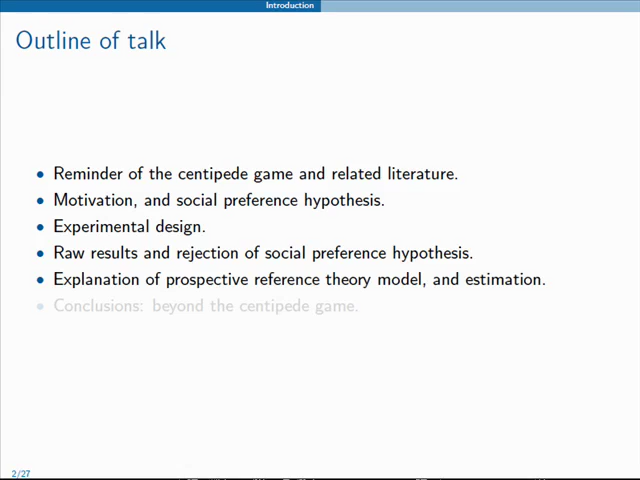 Introduction
Outline of talk
Reminder of the centipede game and related literature.
Motivation, and social preference hypothesis.
Experimental design.
Raw results and rejection of social preference hypothesis.
Explanation of prospective reference theory model, and estimation.
Conclusions: beyond the centipede game.
2/27